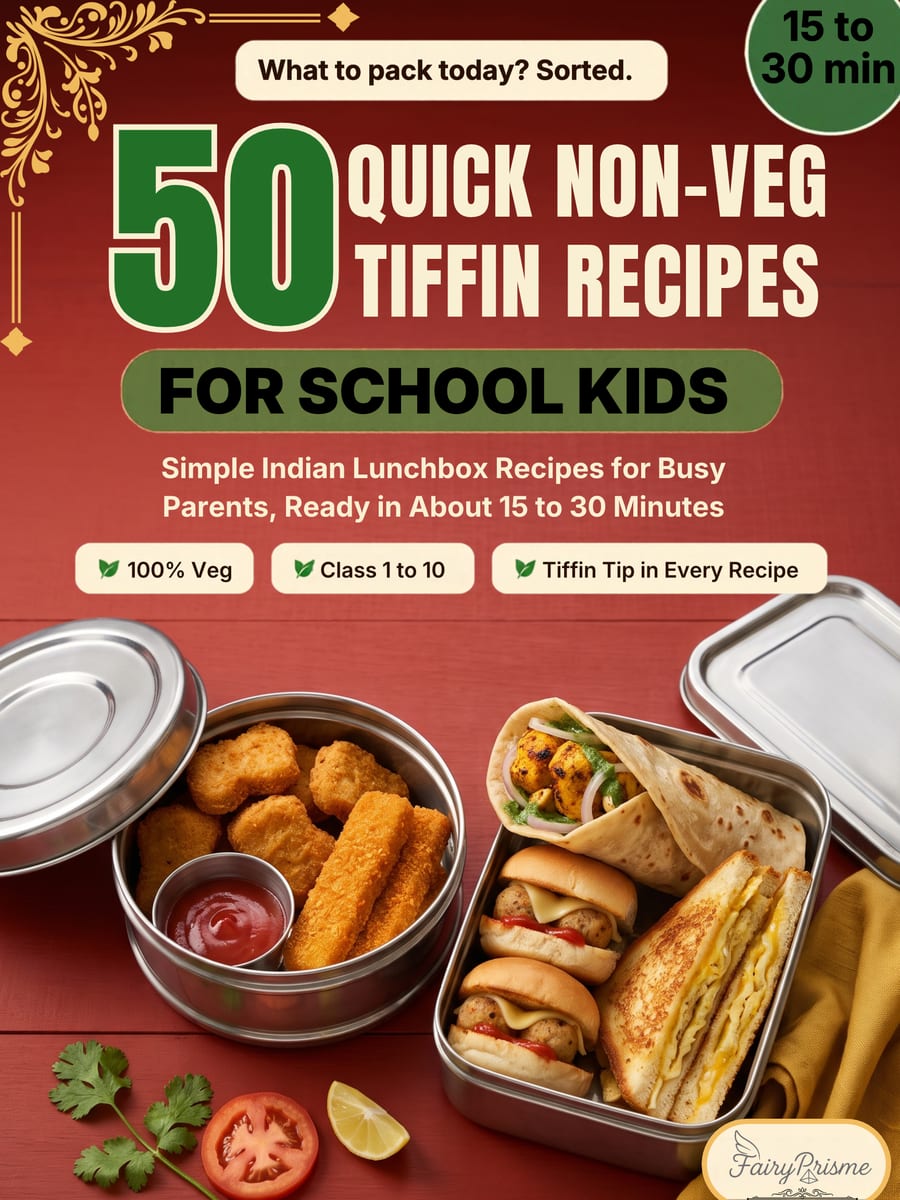 What to pack today? Sorted.
15 to
30 min
50
QUICK NON-VEG
TIFFIN RECIPES
FOR SCHOOL KIDS
Simple Indian Lunchbox Recipes for Busy
Parents, Ready in About 15 to 30 Minutes
100% Veg
Class 1 to 10
Tiffin Tip in Every Recipe
FairyPrisme